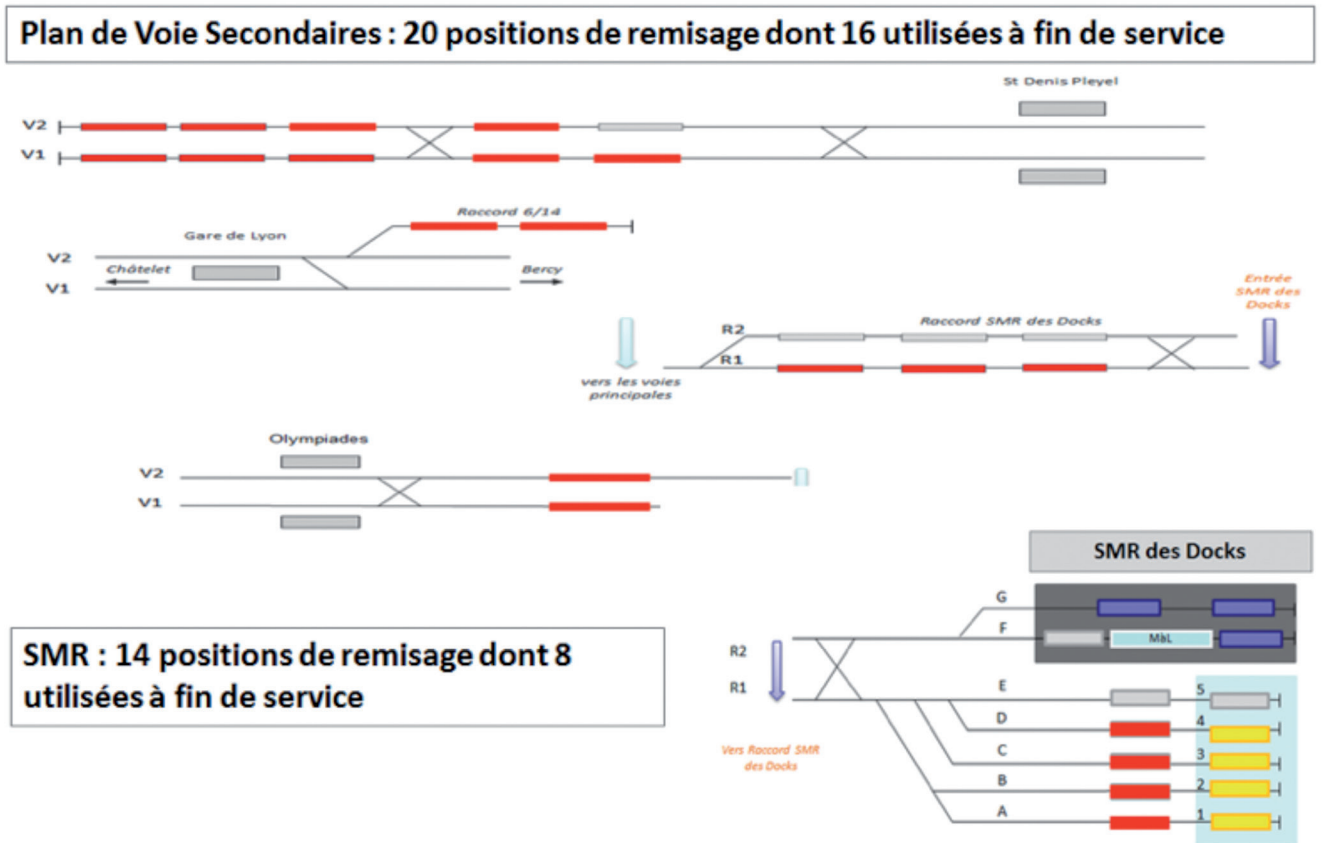 Plan de Voie Secondaires : 20 positions de remisage dont 16 utilisées à fin de service
St Denis Pleyel
V2
V1
Raccord 6/14
Gare de Lyon
V2
Châtelet
Bercy
V1
Entrée
SMR des
Docks
R2
Raccord SMR des Docks
R1
vers les voies
principales
Olympiades
V2
V1
SMR des Docks
G
F
MbL
SMR : 14 positions de remisage dont 8
utilisées à fin de service
R2
R1
E
5
D
4
C
3
B
2
A
1
Vers Raccord SMR
des Docks